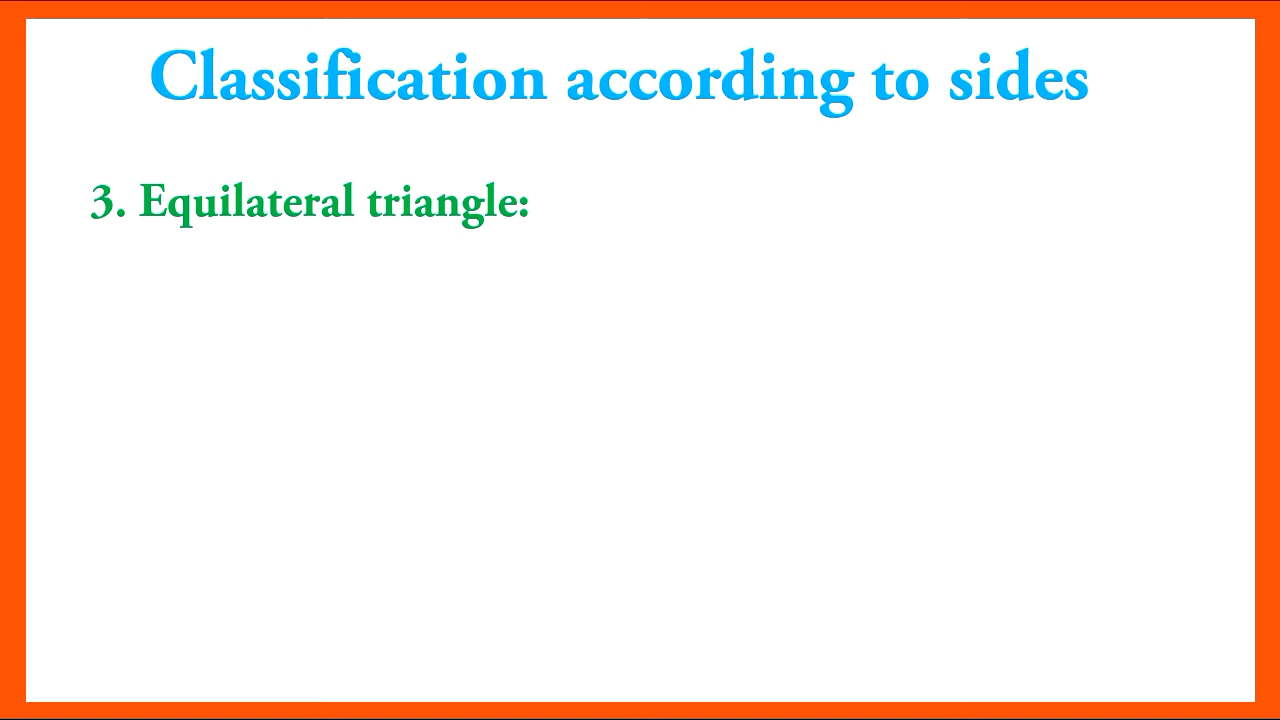 Classification according to sides
3. Equilateral triangle: